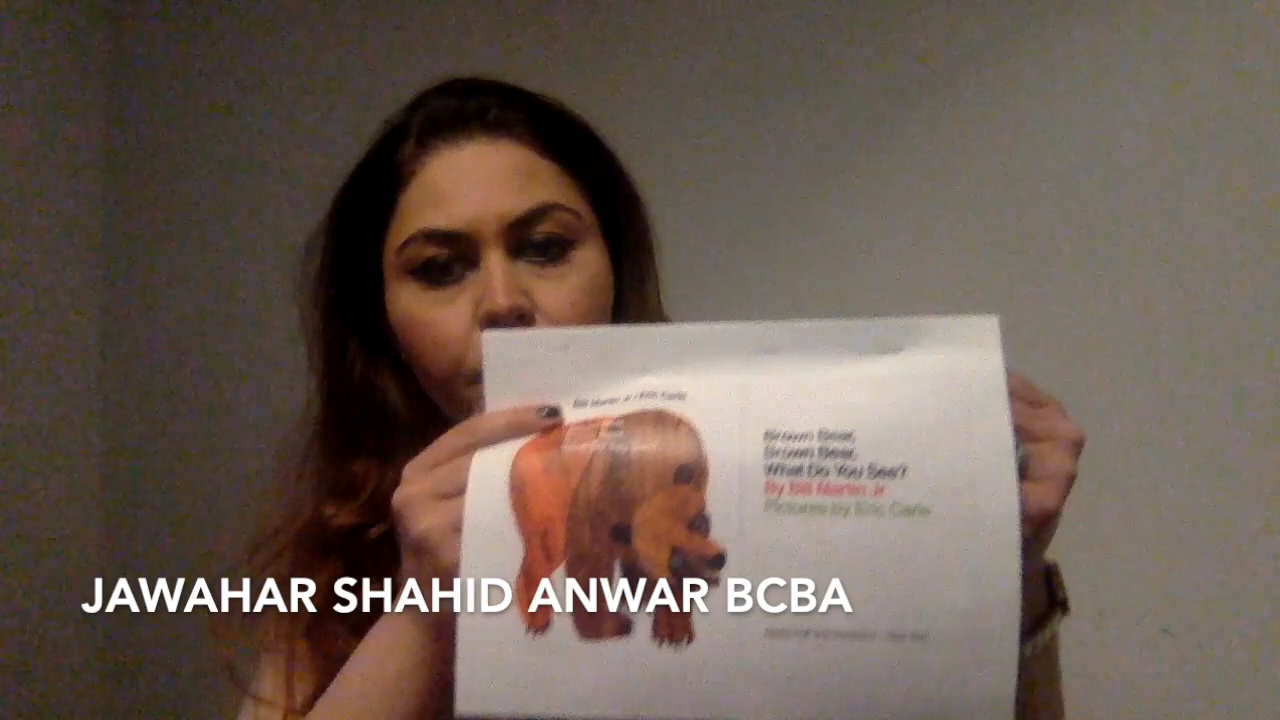 Bill Martin Jr / Eric Carle
Brown Bear,
Brown Bear,
What Do You See?
By Bill Martin Jr
Pictures by Eric Carle
JAWAHAR SHAHID ANWAR BCBA